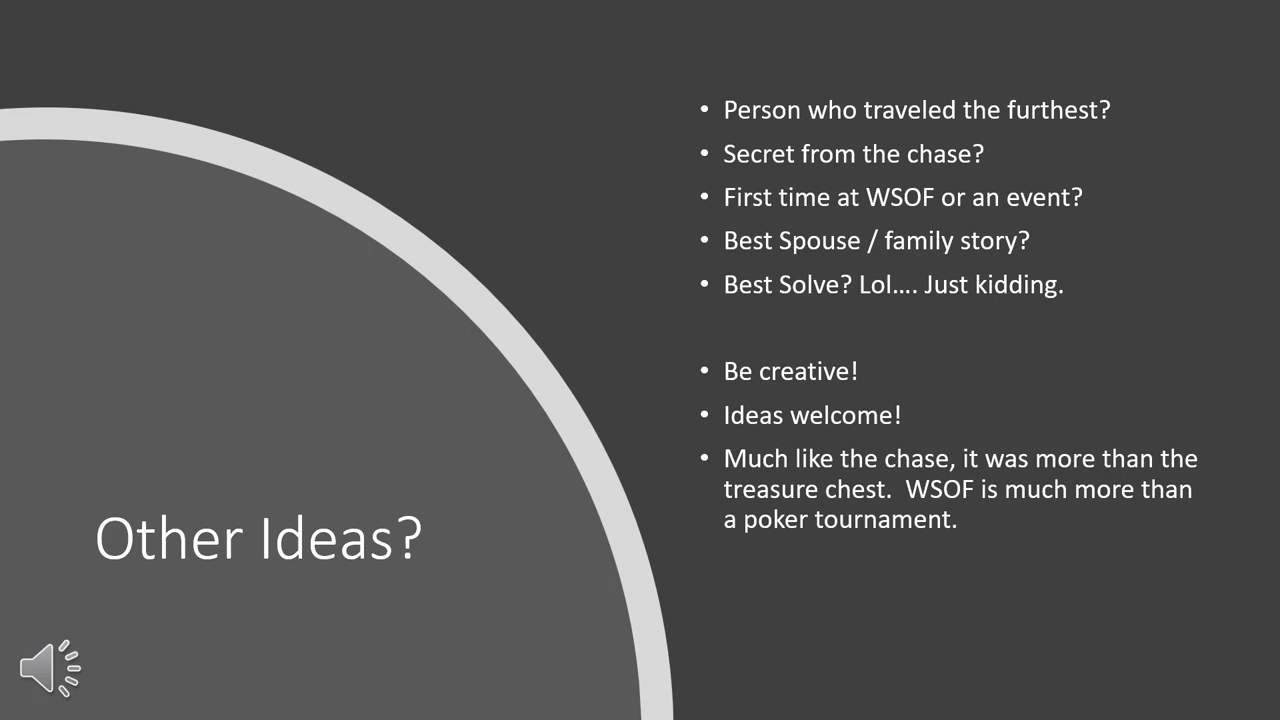 Other Ideas?
• Person who traveled the furthest?
• Secret from the chase?
• First time at WSOF or an event?
• Best Spouse / family story?
• Best Solve? Lol.... Just kidding.
• Be creative!
• Ideas welcome!
• Much like the chase, it was more than the
treasure chest.  WSOF is much more than
a poker tournament.